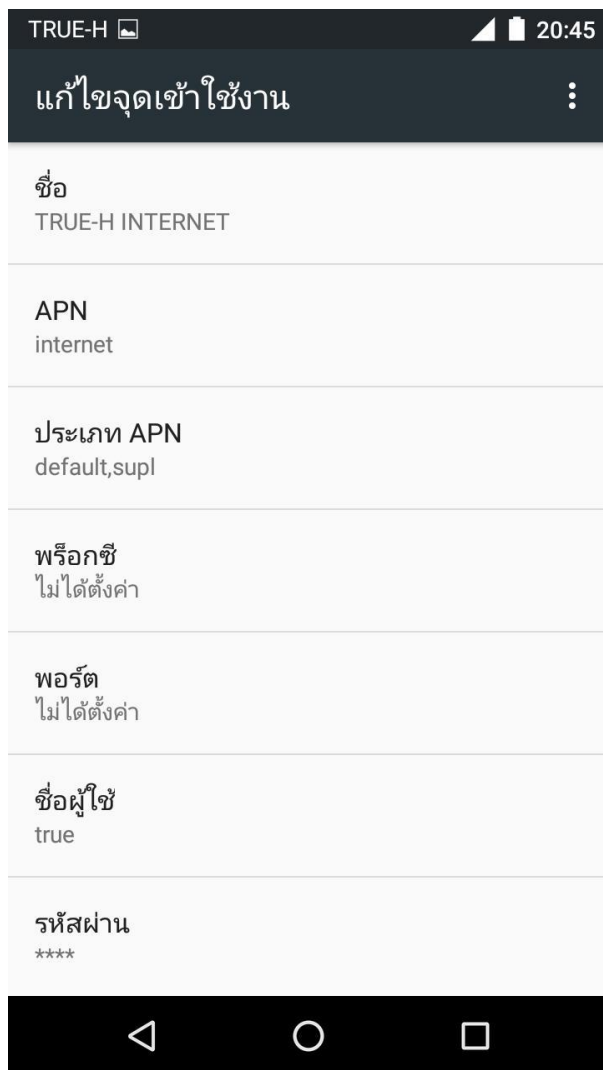 TRUE-H 20:45
แก้ไขจุดเข้าใช้งาน
ชื่อ
TRUE-H INTERNET
APN
internet
ประเภท APN
default,supl
พร็อกซี
ไม่ได้ตั้งค่า
พอร์ต
ไม่ได้ตั้งค่า
ชื่อผู้ใช้
true
รหัสผ่าน
****